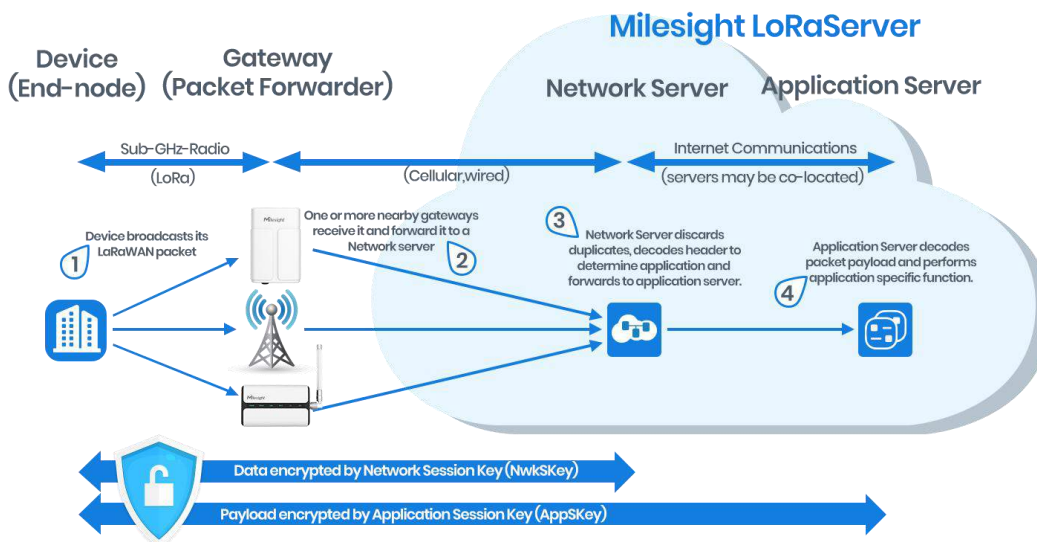 Milesight LoRaServer
Device
(End-node)
Gateway
(Packet Forwarder)
Network Server
Application Server
Sub-GHz-Radio
(LoRa)
(Cellular,wired)
Internet Communications
(servers may be co-located)
1
Device broadcasts its
LaRaWAN packet
Milesight
One or more nearby gateways
receive it and forward it to a
Network server
2
3
Network Server discards
duplicates, decodes header to
determine application and
forwards to application server.
4
Application Server decodes
packet payload and performs
application specific function.
Milesight
Data encrypted by Network Session Key (NwkSKey)
Payload encrypted by Application Session Key (AppSKey)